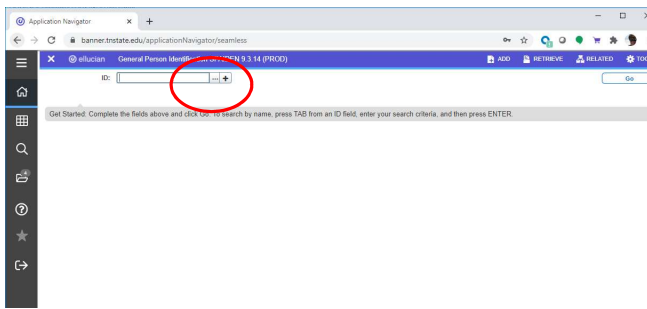 Application Navigator
banner.tnstate.edu/applicationNavigator/seamless
ellucian General Person Identification SPAIDEN 9.3.14 (PROD) ADD RETRIEVE RELATED TOO
ID: ... + Go
Get Started: Complete the fields above and click Go. To search by name, press TAB from an ID field, enter your search criteria, and then press ENTER.